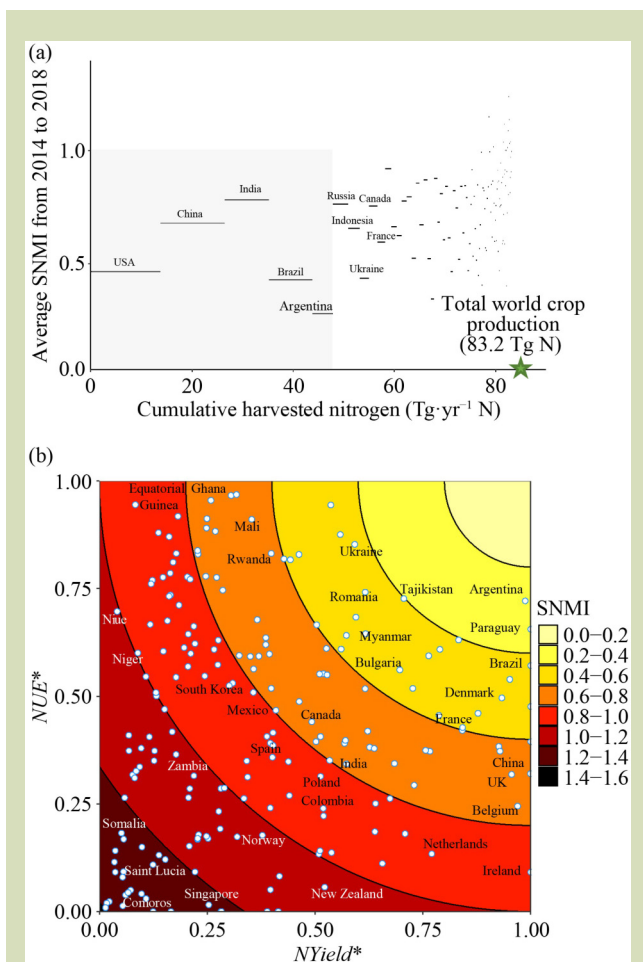 (a)
Average SNMI from 2014 to 2018
1.0
0.5
0.0
USA
China
India
Brazil
Argentina
Russia
Canada
Indonesia
France
Ukraine
Total world crop
production
(83.2 Tg N)
0
20
40
60
80
Cumulative harvested nitrogen (Tg·yr⁻¹ N)
(b)
NUE*
1.00
0.75
0.50
0.25
0.00
Equatorial
Guinea
Ghana
Mali
Rwanda
Ukraine
Niue
Romania
Tajikistan
Argentina
Niger
Myanmar
Paraguay
South Korea
Bulgaria
Brazil
Mexico
Canada
Denmark
France
Spain
India
China
Zambia
Poland
UK
Colombia
Belgium
Somalia
Norway
Netherlands
Saint Lucia
Ireland
Comoros
Singapore
New Zealand
0.00
0.25
0.50
0.75
1.00
NYield*
SNMI
0.0−0.2
0.2−0.4
0.4−0.6
0.6−0.8
0.8−1.0
1.0−1.2
1.2−1.4
1.4−1.6